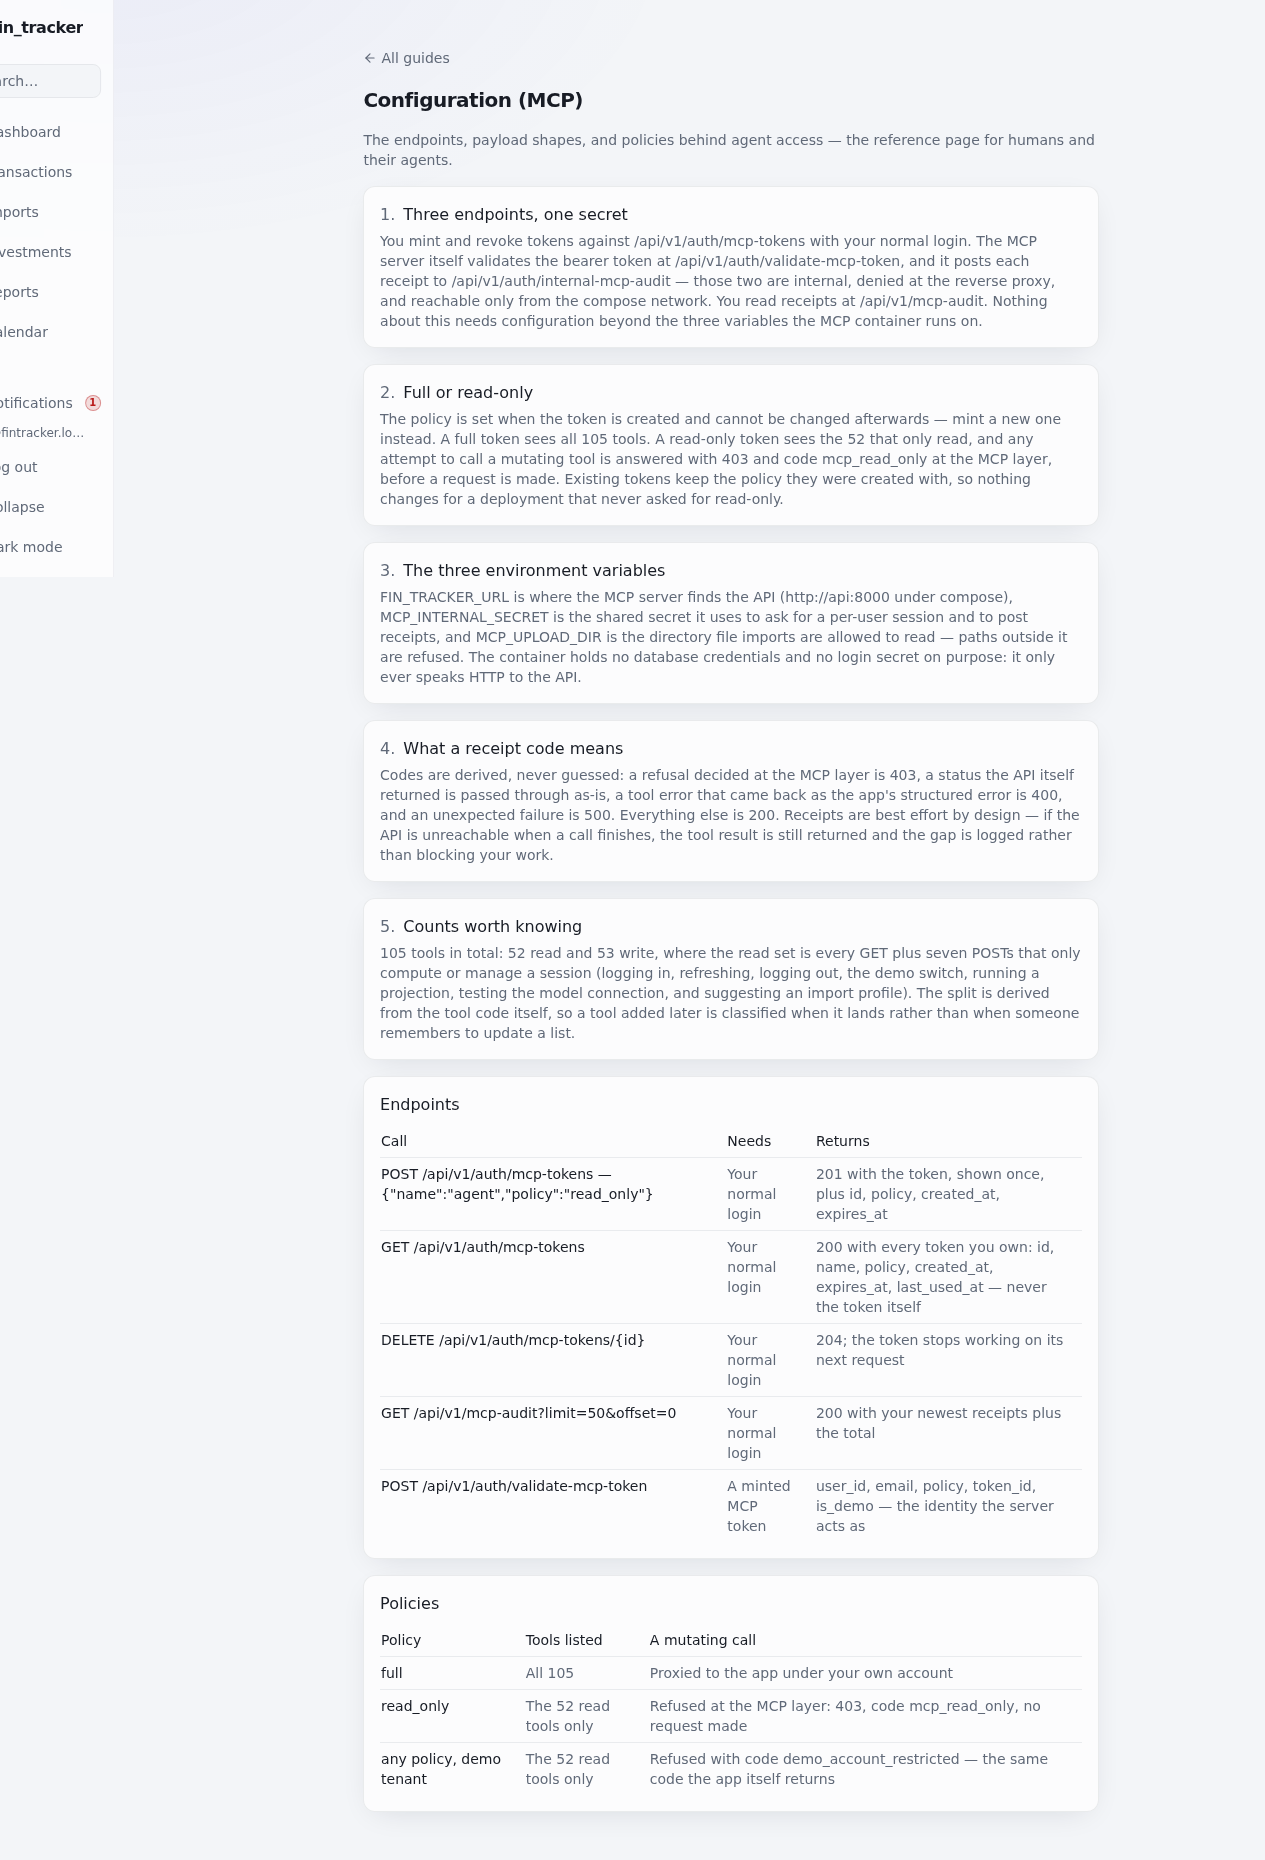 in_tracker
arch…
ashboard
ansactions
nports
vestments
eports
alendar
otifications 1
fintracker.lo…
g out
ollapse
ark mode
← All guides
Configuration (MCP)
The endpoints, payload shapes, and policies behind agent access — the reference page for humans and
their agents.
1. Three endpoints, one secret
You mint and revoke tokens against /api/v1/auth/mcp-tokens with your normal login. The MCP
server itself validates the bearer token at /api/v1/auth/validate-mcp-token, and it posts each
receipt to /api/v1/auth/internal-mcp-audit — those two are internal, denied at the reverse proxy,
and reachable only from the compose network. You read receipts at /api/v1/mcp-audit. Nothing
about this needs configuration beyond the three variables the MCP container runs on.
2. Full or read-only
The policy is set when the token is created and cannot be changed afterwards — mint a new one
instead. A full token sees all 105 tools. A read-only token sees the 52 that only read, and any
attempt to call a mutating tool is answered with 403 and code mcp_read_only at the MCP layer,
before a request is made. Existing tokens keep the policy they were created with, so nothing
changes for a deployment that never asked for read-only.
3. The three environment variables
FIN_TRACKER_URL is where the MCP server finds the API (http://api:8000 under compose),
MCP_INTERNAL_SECRET is the shared secret it uses to ask for a per-user session and to post
receipts, and MCP_UPLOAD_DIR is the directory file imports are allowed to read — paths outside it
are refused. The container holds no database credentials and no login secret on purpose: it only
ever speaks HTTP to the API.
4. What a receipt code means
Codes are derived, never guessed: a refusal decided at the MCP layer is 403, a status the API itself
returned is passed through as-is, a tool error that came back as the app's structured error is 400,
and an unexpected failure is 500. Everything else is 200. Receipts are best effort by design — if the
API is unreachable when a call finishes, the tool result is still returned and the gap is logged rather
than blocking your work.
5. Counts worth knowing
105 tools in total: 52 read and 53 write, where the read set is every GET plus seven POSTs that only
compute or manage a session (logging in, refreshing, logging out, the demo switch, running a
projection, testing the model connection, and suggesting an import profile). The split is derived
from the tool code itself, so a tool added later is classified when it lands rather than when someone
remembers to update a list.
Endpoints
Call Needs Returns
POST /api/v1/auth/mcp-tokens — Your 201 with the token, shown once,
{"name":"agent","policy":"read_only"} normal plus id, policy, created_at,
login expires_at
GET /api/v1/auth/mcp-tokens Your 200 with every token you own: id,
normal name, policy, created_at,
login expires_at, last_used_at — never
the token itself
DELETE /api/v1/auth/mcp-tokens/{id} Your 204; the token stops working on its
normal next request
login
GET /api/v1/mcp-audit?limit=50&offset=0 Your 200 with your newest receipts plus
normal the total
login
POST /api/v1/auth/validate-mcp-token A minted user_id, email, policy, token_id,
MCP is_demo — the identity the server
token acts as
Policies
Policy Tools listed A mutating call
full All 105 Proxied to the app under your own account
read_only The 52 read Refused at the MCP layer: 403, code mcp_read_only, no
tools only request made
any policy, demo The 52 read Refused with code demo_account_restricted — the same
tenant tools only code the app itself returns